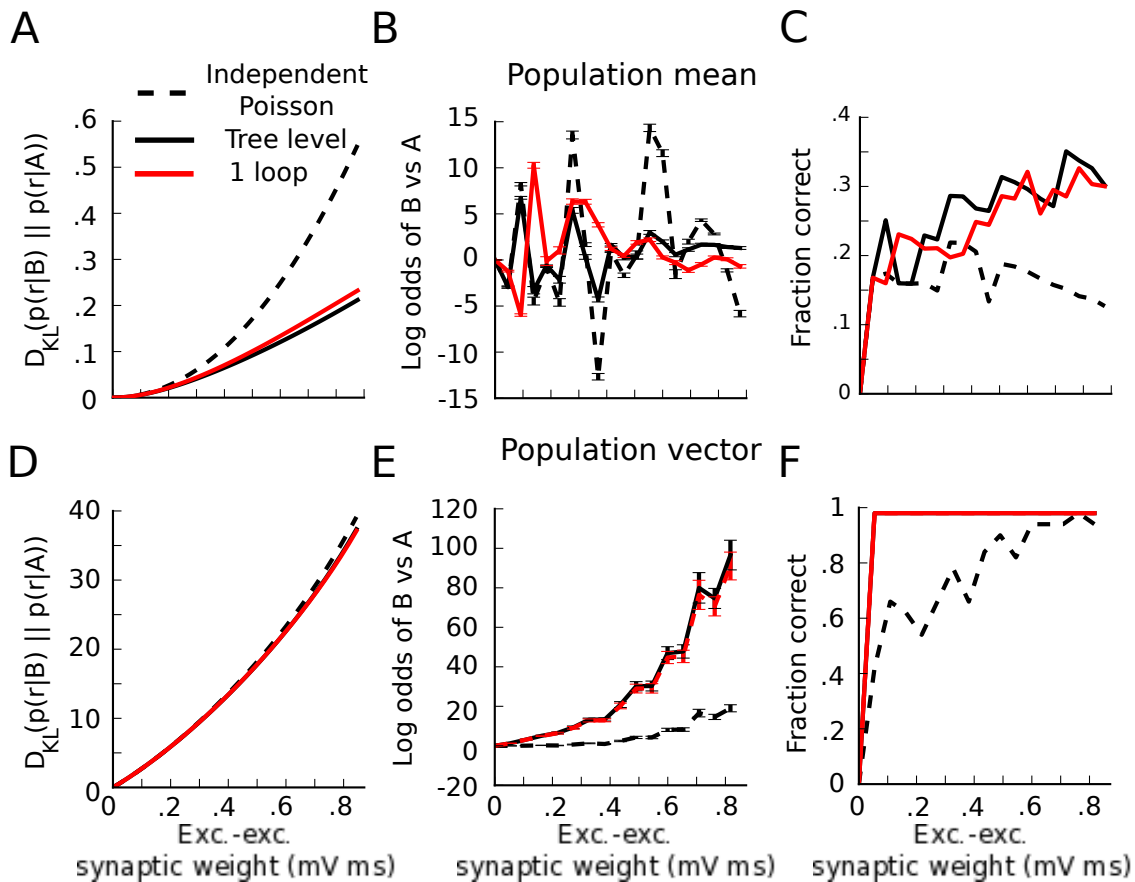 A
B
C
Population mean
Independent
Poisson
Tree level
1 loop
D_KL(p(r|B) || p(r|A))
.6
.5
.4
.3
.2
.1
0
Log odds of B vs A
15
10
5
0
-5
-10
-15
Fraction correct
.4
.3
.2
.1
0
D
E
F
Population vector
D_KL(p(r|B) || p(r|A))
40
30
20
10
0
0 .2 .4 .6 .8
Exc.-exc.
synaptic weight (mV ms)
Log odds of B vs A
120
100
80
60
40
20
0
-20
0 .2 .4 .6 .8
Exc.-exc.
synaptic weight (mV ms)
Fraction correct
1
.8
.6
.4
.2
0
0 .2 .4 .6 .8
Exc.-exc.
synaptic weight (mV ms)